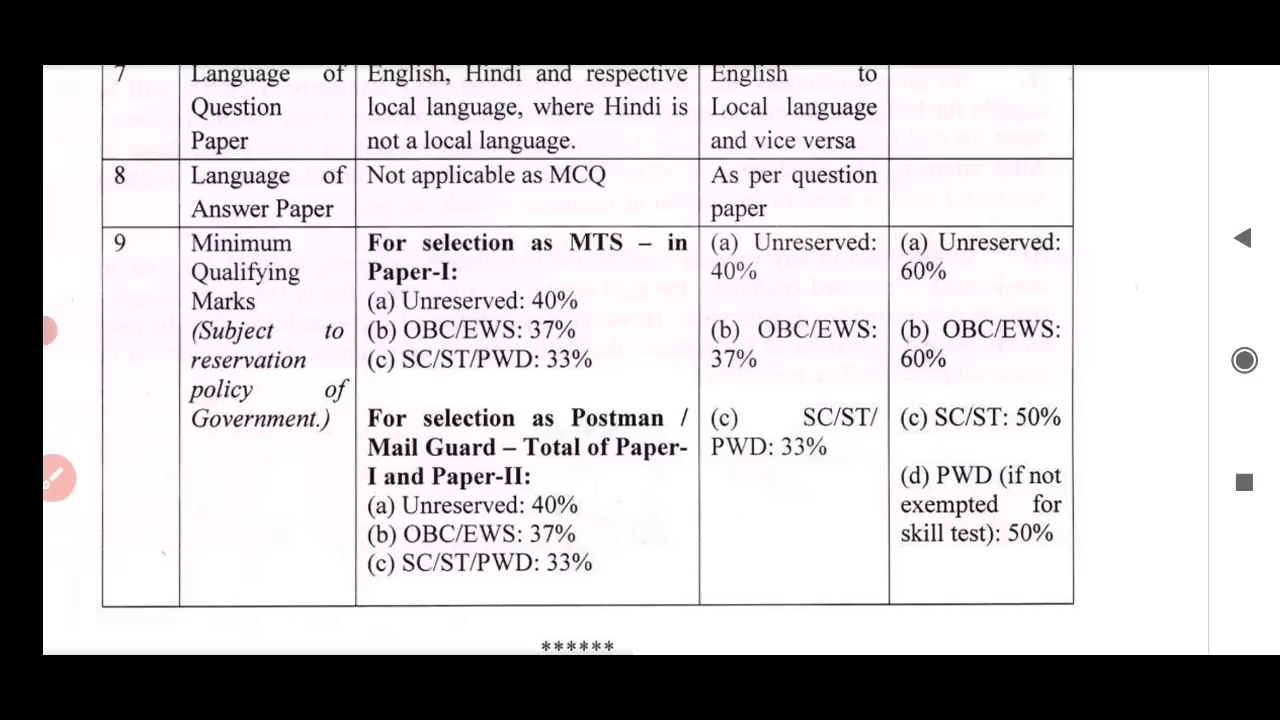 7
Language of
Question
Paper
English, Hindi and respective
local language, where Hindi is
not a local language.
English to
Local language
and vice versa
8
Language of
Answer Paper
Not applicable as MCQ
As per question
paper
9
Minimum
Qualifying
Marks
(Subject to
reservation
policy of
Government.)
For selection as MTS – in
Paper-I:
(a) Unreserved: 40%
(b) OBC/EWS: 37%
(c) SC/ST/PWD: 33%
For selection as Postman /
Mail Guard – Total of Paper-
I and Paper-II:
(a) Unreserved: 40%
(b) OBC/EWS: 37%
(c) SC/ST/PWD: 33%
(a) Unreserved:
40%
(b) OBC/EWS:
37%
(c) SC/ST/
PWD: 33%
(a) Unreserved:
60%
(b) OBC/EWS:
60%
(c) SC/ST: 50%
(d) PWD (if not
exempted for
skill test): 50%
******